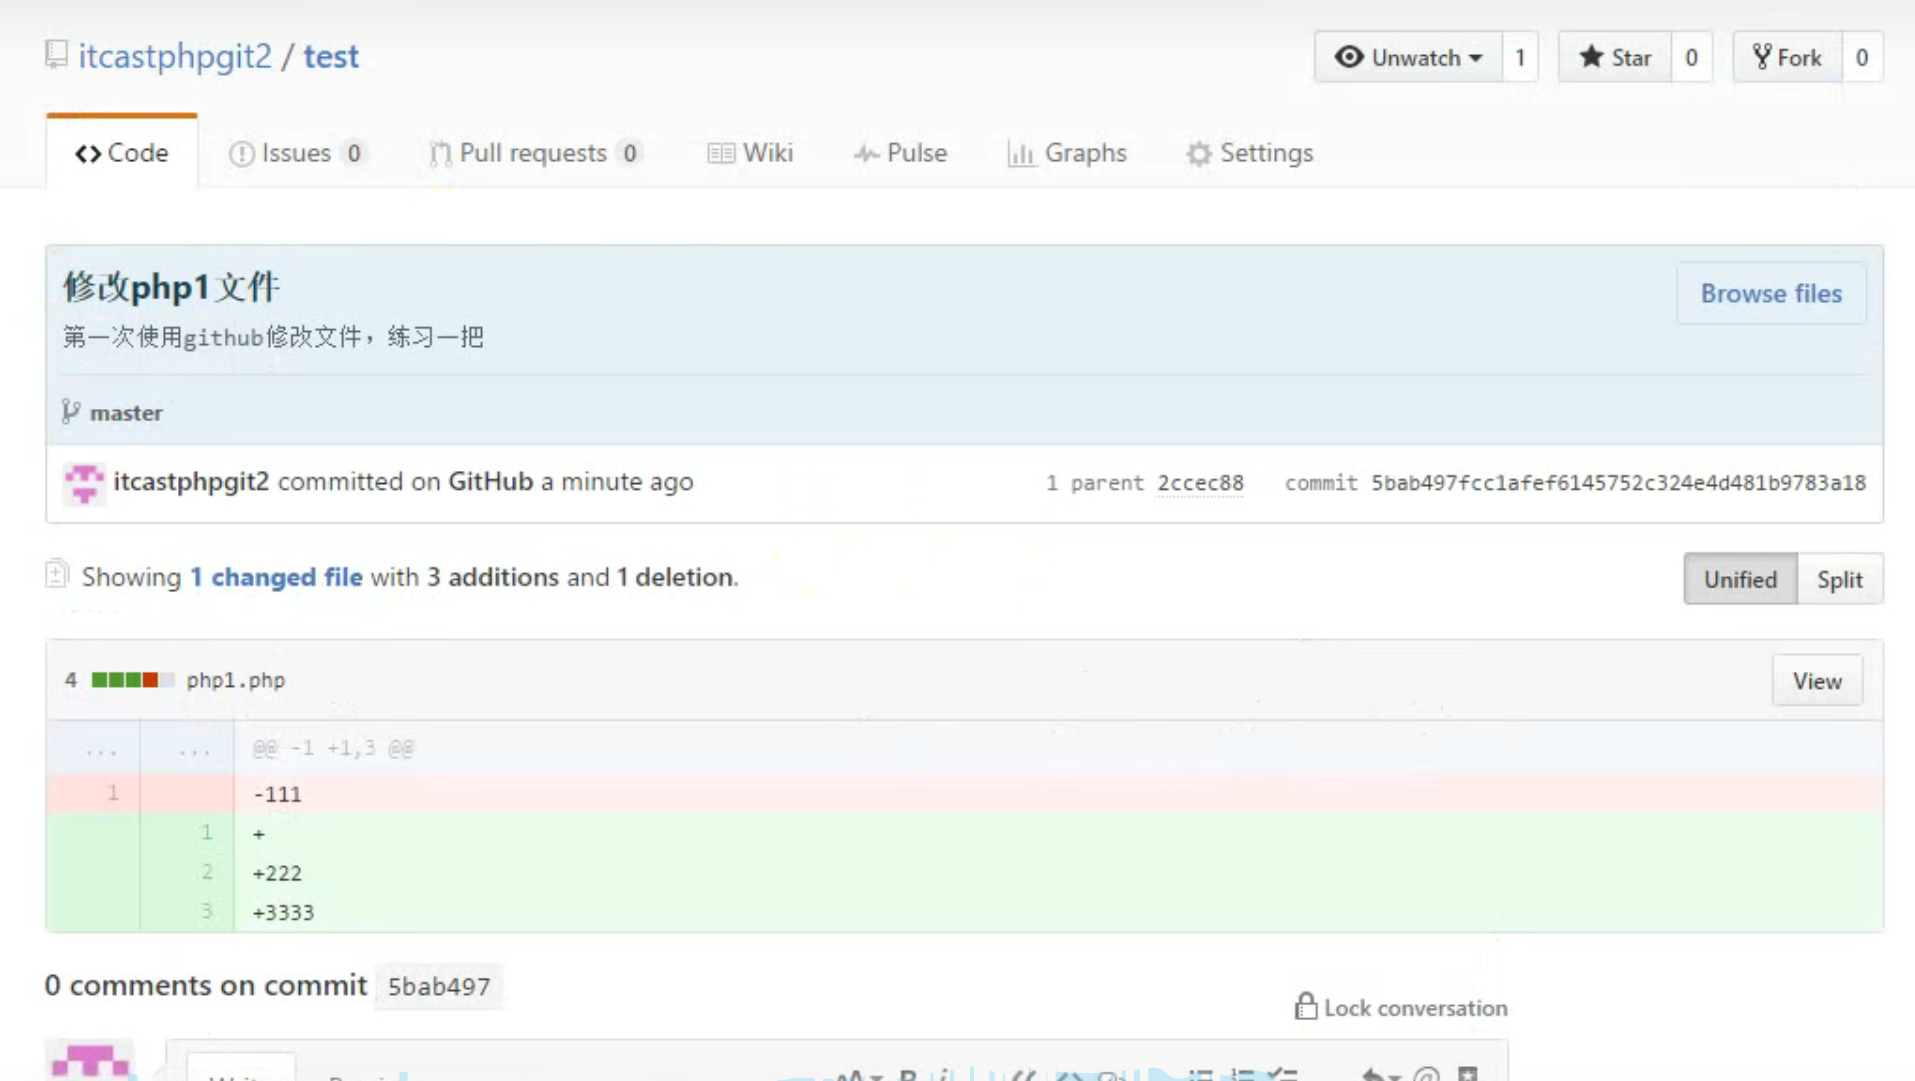 itcastphpgit2 / test
Unwatch 1 Star 0 Fork 0
Code Issues 0 Pull requests 0 Wiki Pulse Graphs Settings
修改php1文件
Browse files
第一次使用github修改文件，练习一把
master
itcastphpgit2 committed on GitHub a minute ago 1 parent 2ccec88 commit 5bab497fcc1afef6145752c324e4d481b9783a18
Showing 1 changed file with 3 additions and 1 deletion.
Unified Split
4 php1.php View
... ... @@ -1 +1,3 @@
1 -111
1 +
2 +222
3 +3333
0 comments on commit 5bab497
Lock conversation